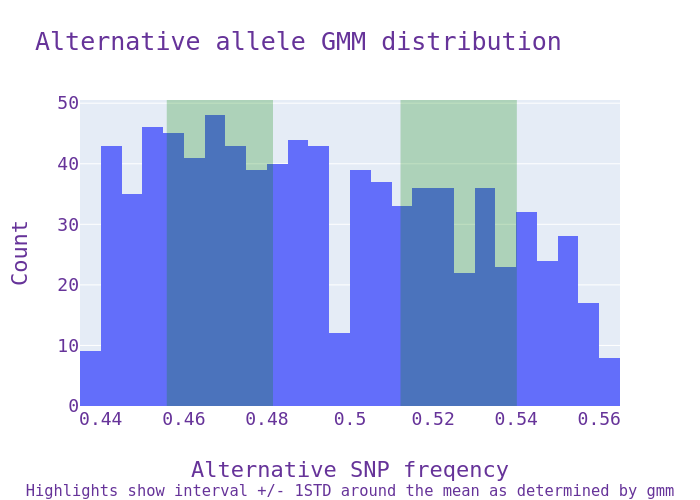 Alternative allele GMM distribution
50
40
30
20
10
0
Count
0.44 0.46 0.48 0.5 0.52 0.54 0.56
Alternative SNP freqency
Highlights show interval +/- 1STD around the mean as determined by gmm